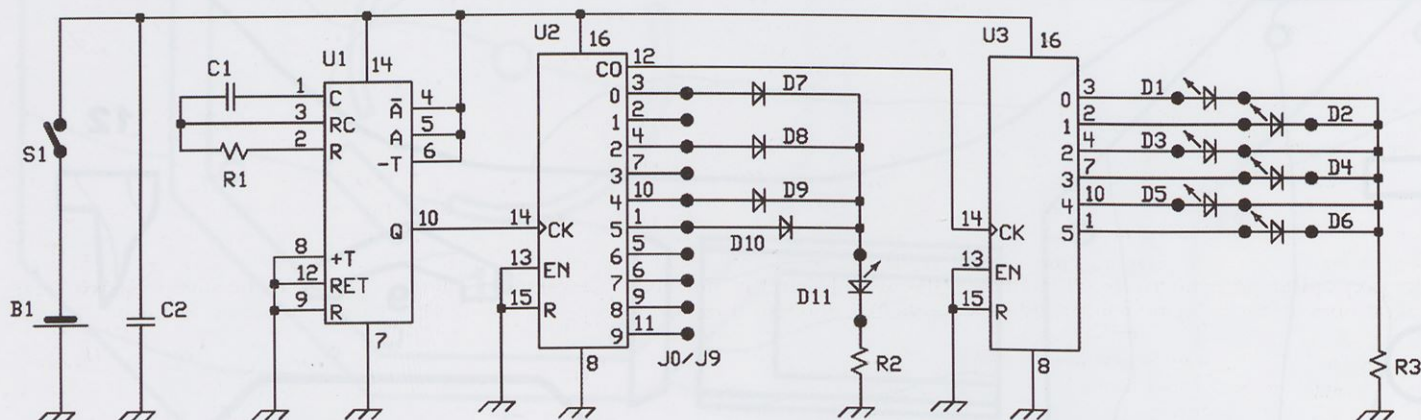 S1
B1
C2
C1
R1
U1
14
1 C
3 RC
2 R
Ā 4
A 5
-T 6
Q 10
8 +T
12 RET
9 R
7
U2
16
CO 12
0 3
1 2
2 4
3 7
4 10
5 1
6 5
7 6
8 9
9 11
14 CK
13 EN
15 R
8
J0/J9
D7
D8
D9
D10
D11
R2
U3
16
0 3
1 2
2 4
3 7
4 10
5 1
14 CK
13 EN
15 R
8
D1
D2
D3
D4
D5
D6
R3